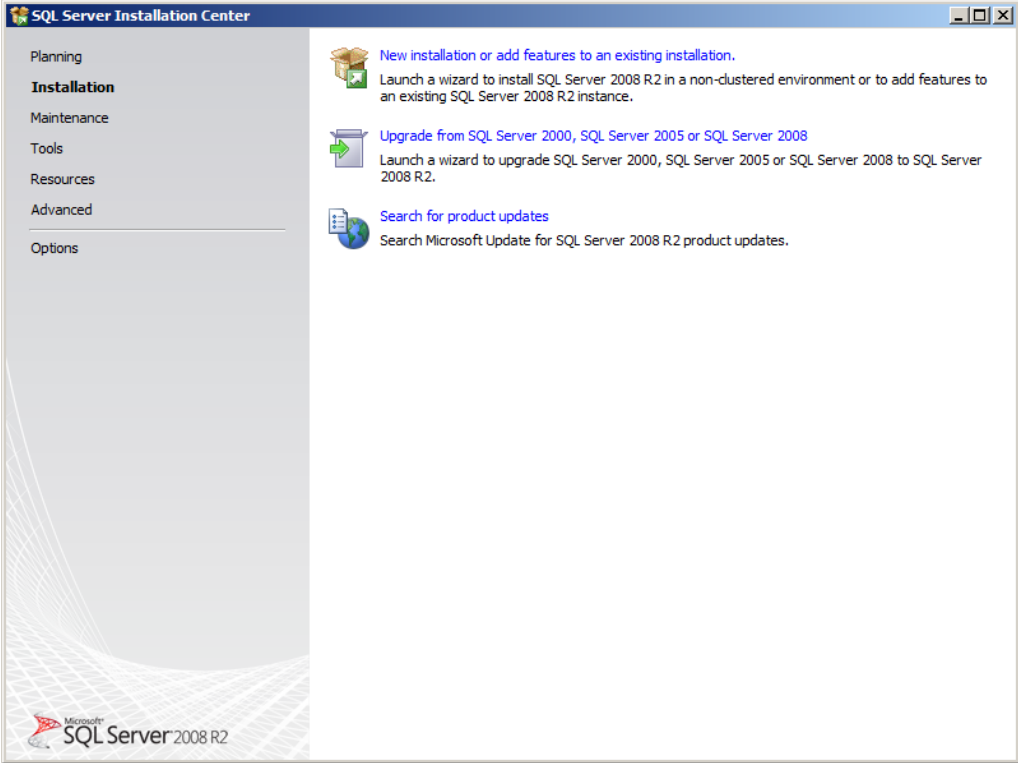 SQL Server Installation Center
Planning
Installation
Maintenance
Tools
Resources
Advanced
Options
New installation or add features to an existing installation.
Launch a wizard to install SQL Server 2008 R2 in a non-clustered environment or to add features to
an existing SQL Server 2008 R2 instance.
Upgrade from SQL Server 2000, SQL Server 2005 or SQL Server 2008
Launch a wizard to upgrade SQL Server 2000, SQL Server 2005 or SQL Server 2008 to SQL Server
2008 R2.
Search for product updates
Search Microsoft Update for SQL Server 2008 R2 product updates.
Microsoft®
SQL Server 2008 R2